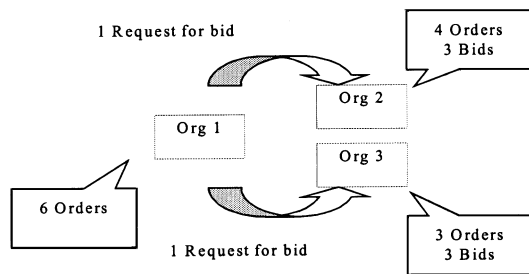 1 Request for bid
4 Orders
3 Bids
Org 2
Org 1
Org 3
6 Orders
1 Request for bid
3 Orders
3 Bids